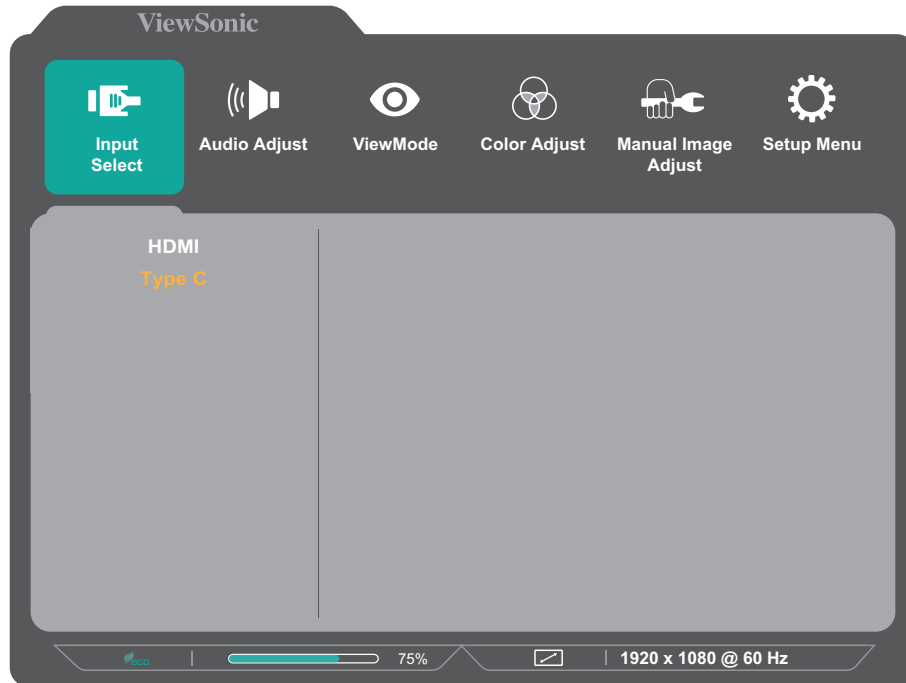 ViewSonic
Input
Select
Audio Adjust
ViewMode
Color Adjust
Manual Image
Adjust
Setup Menu
HDMI
Type C
eco
75%
1920 x 1080 @ 60 Hz